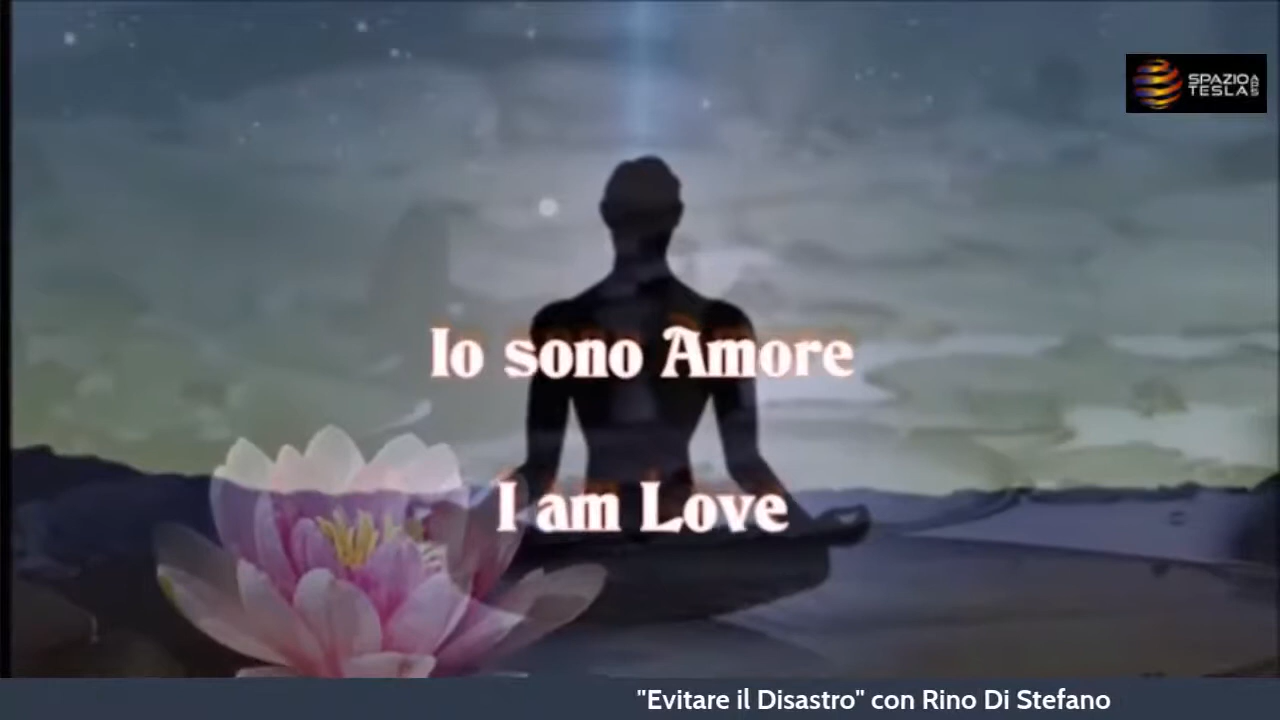 SPAZIO
TESLA
Io sono Amore
I am Love
"Evitare il Disastro" con Rino Di Stefano